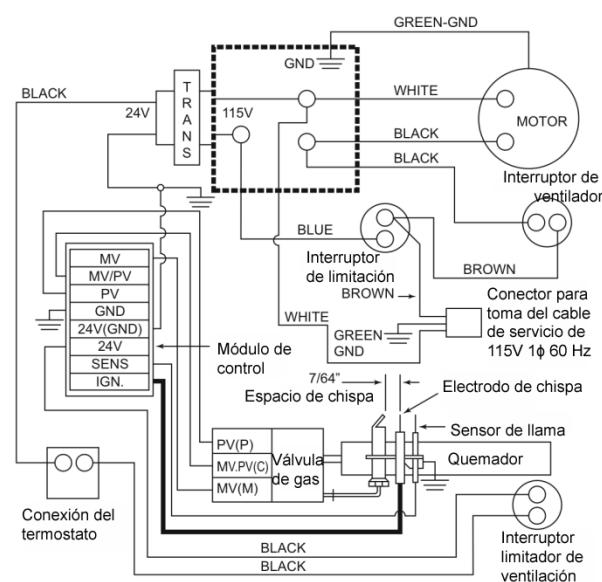 GREEN-GND
GND
BLACK
24V
TRANS
115V
WHITE
MOTOR
BLACK
BLACK
Interruptor de
ventilador
BLUE
Interruptor
de limitación
BROWN
BROWN
WHITE
GREEN
GND
Conector para
toma del cable
de servicio de
115V 1ϕ 60 Hz
MV
MV/PV
PV
GND
24V(GND)
24V
SENS
IGN.
Módulo de
control
7/64"
Espacio de chispa
Electrodo de chispa
Sensor de llama
PV(P)
MV.PV(C)
MV(M)
Válvula
de gas
Quemador
Conexión del
termostato
BLACK
BLACK
Interruptor
limitador de
ventilación